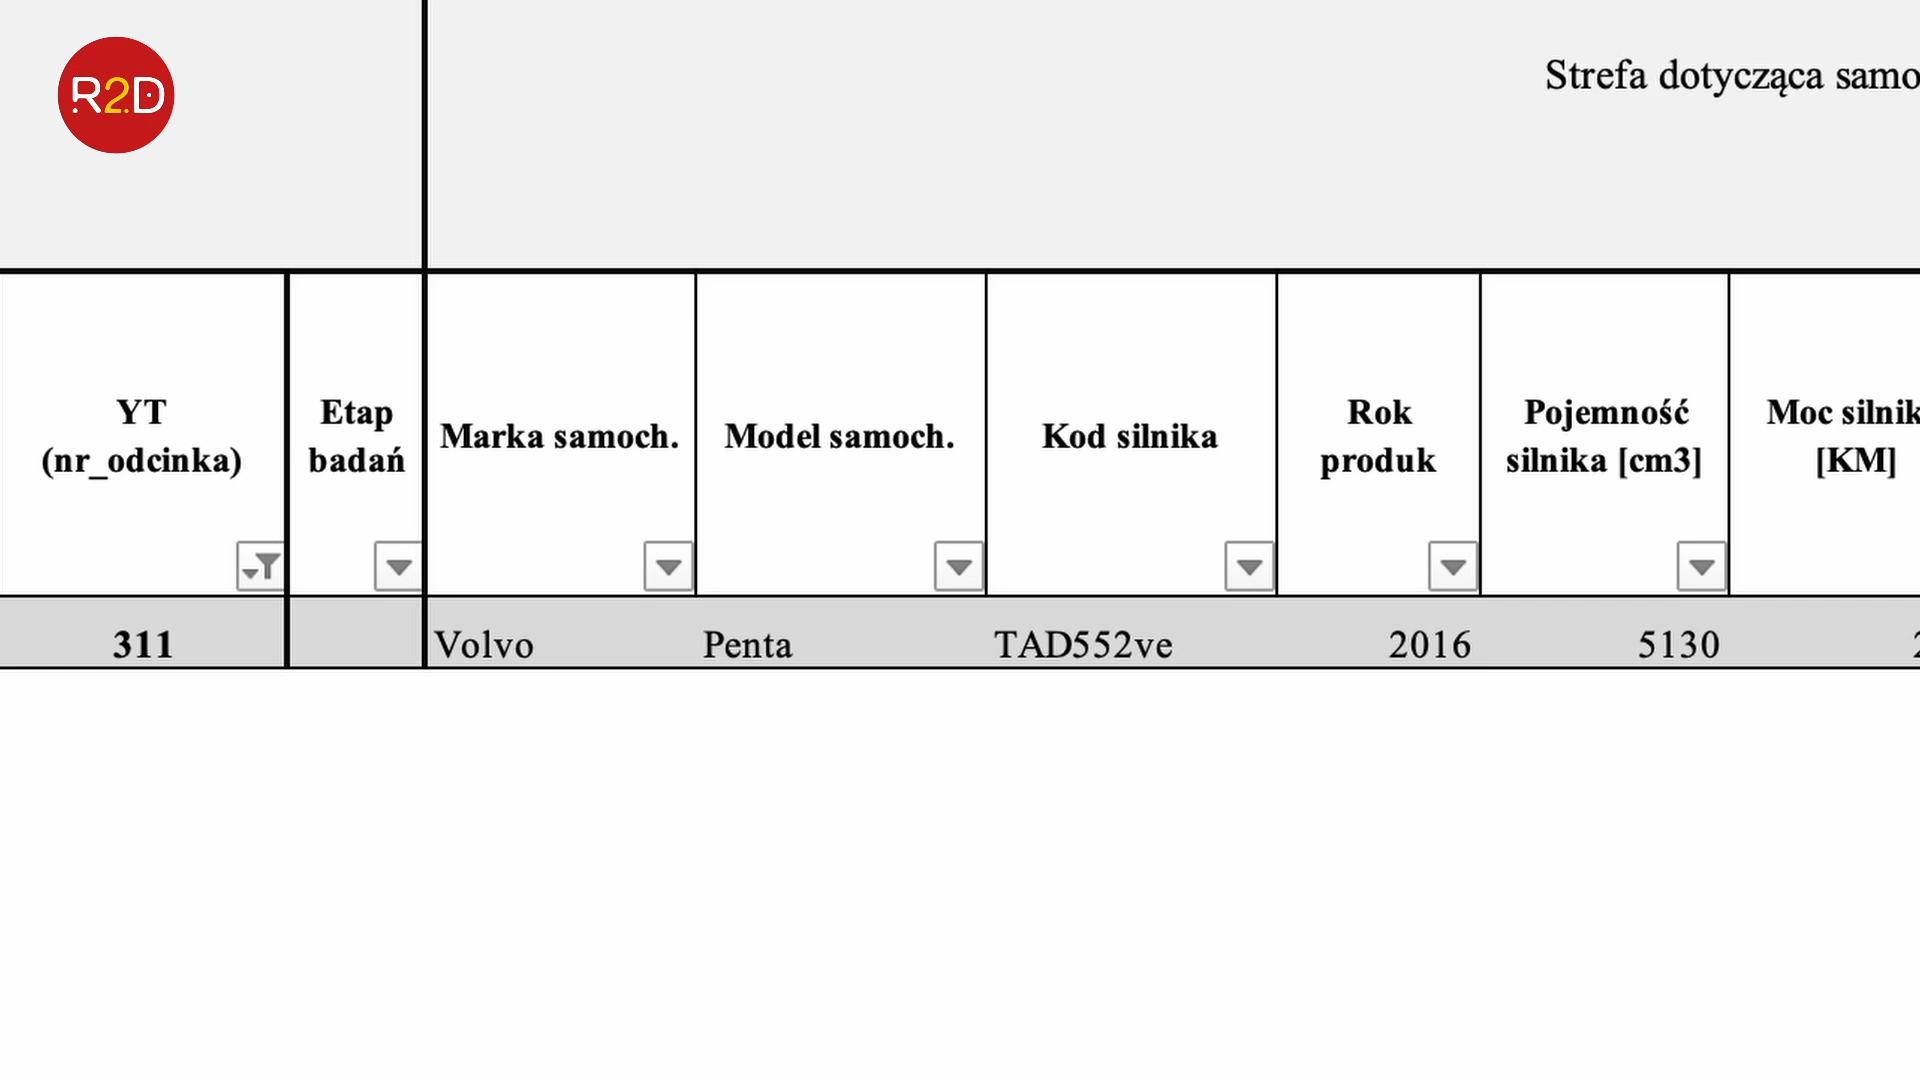 R2D
Strefa dotycząca samo
YT
(nr_odcinka)
Etap
badań
Marka samoch.
Model samoch.
Kod silnika
Rok
produk
Pojemność
silnika [cm3]
Moc silnik
[KM]
311
Volvo
Penta
TAD552ve
2016
5130
2